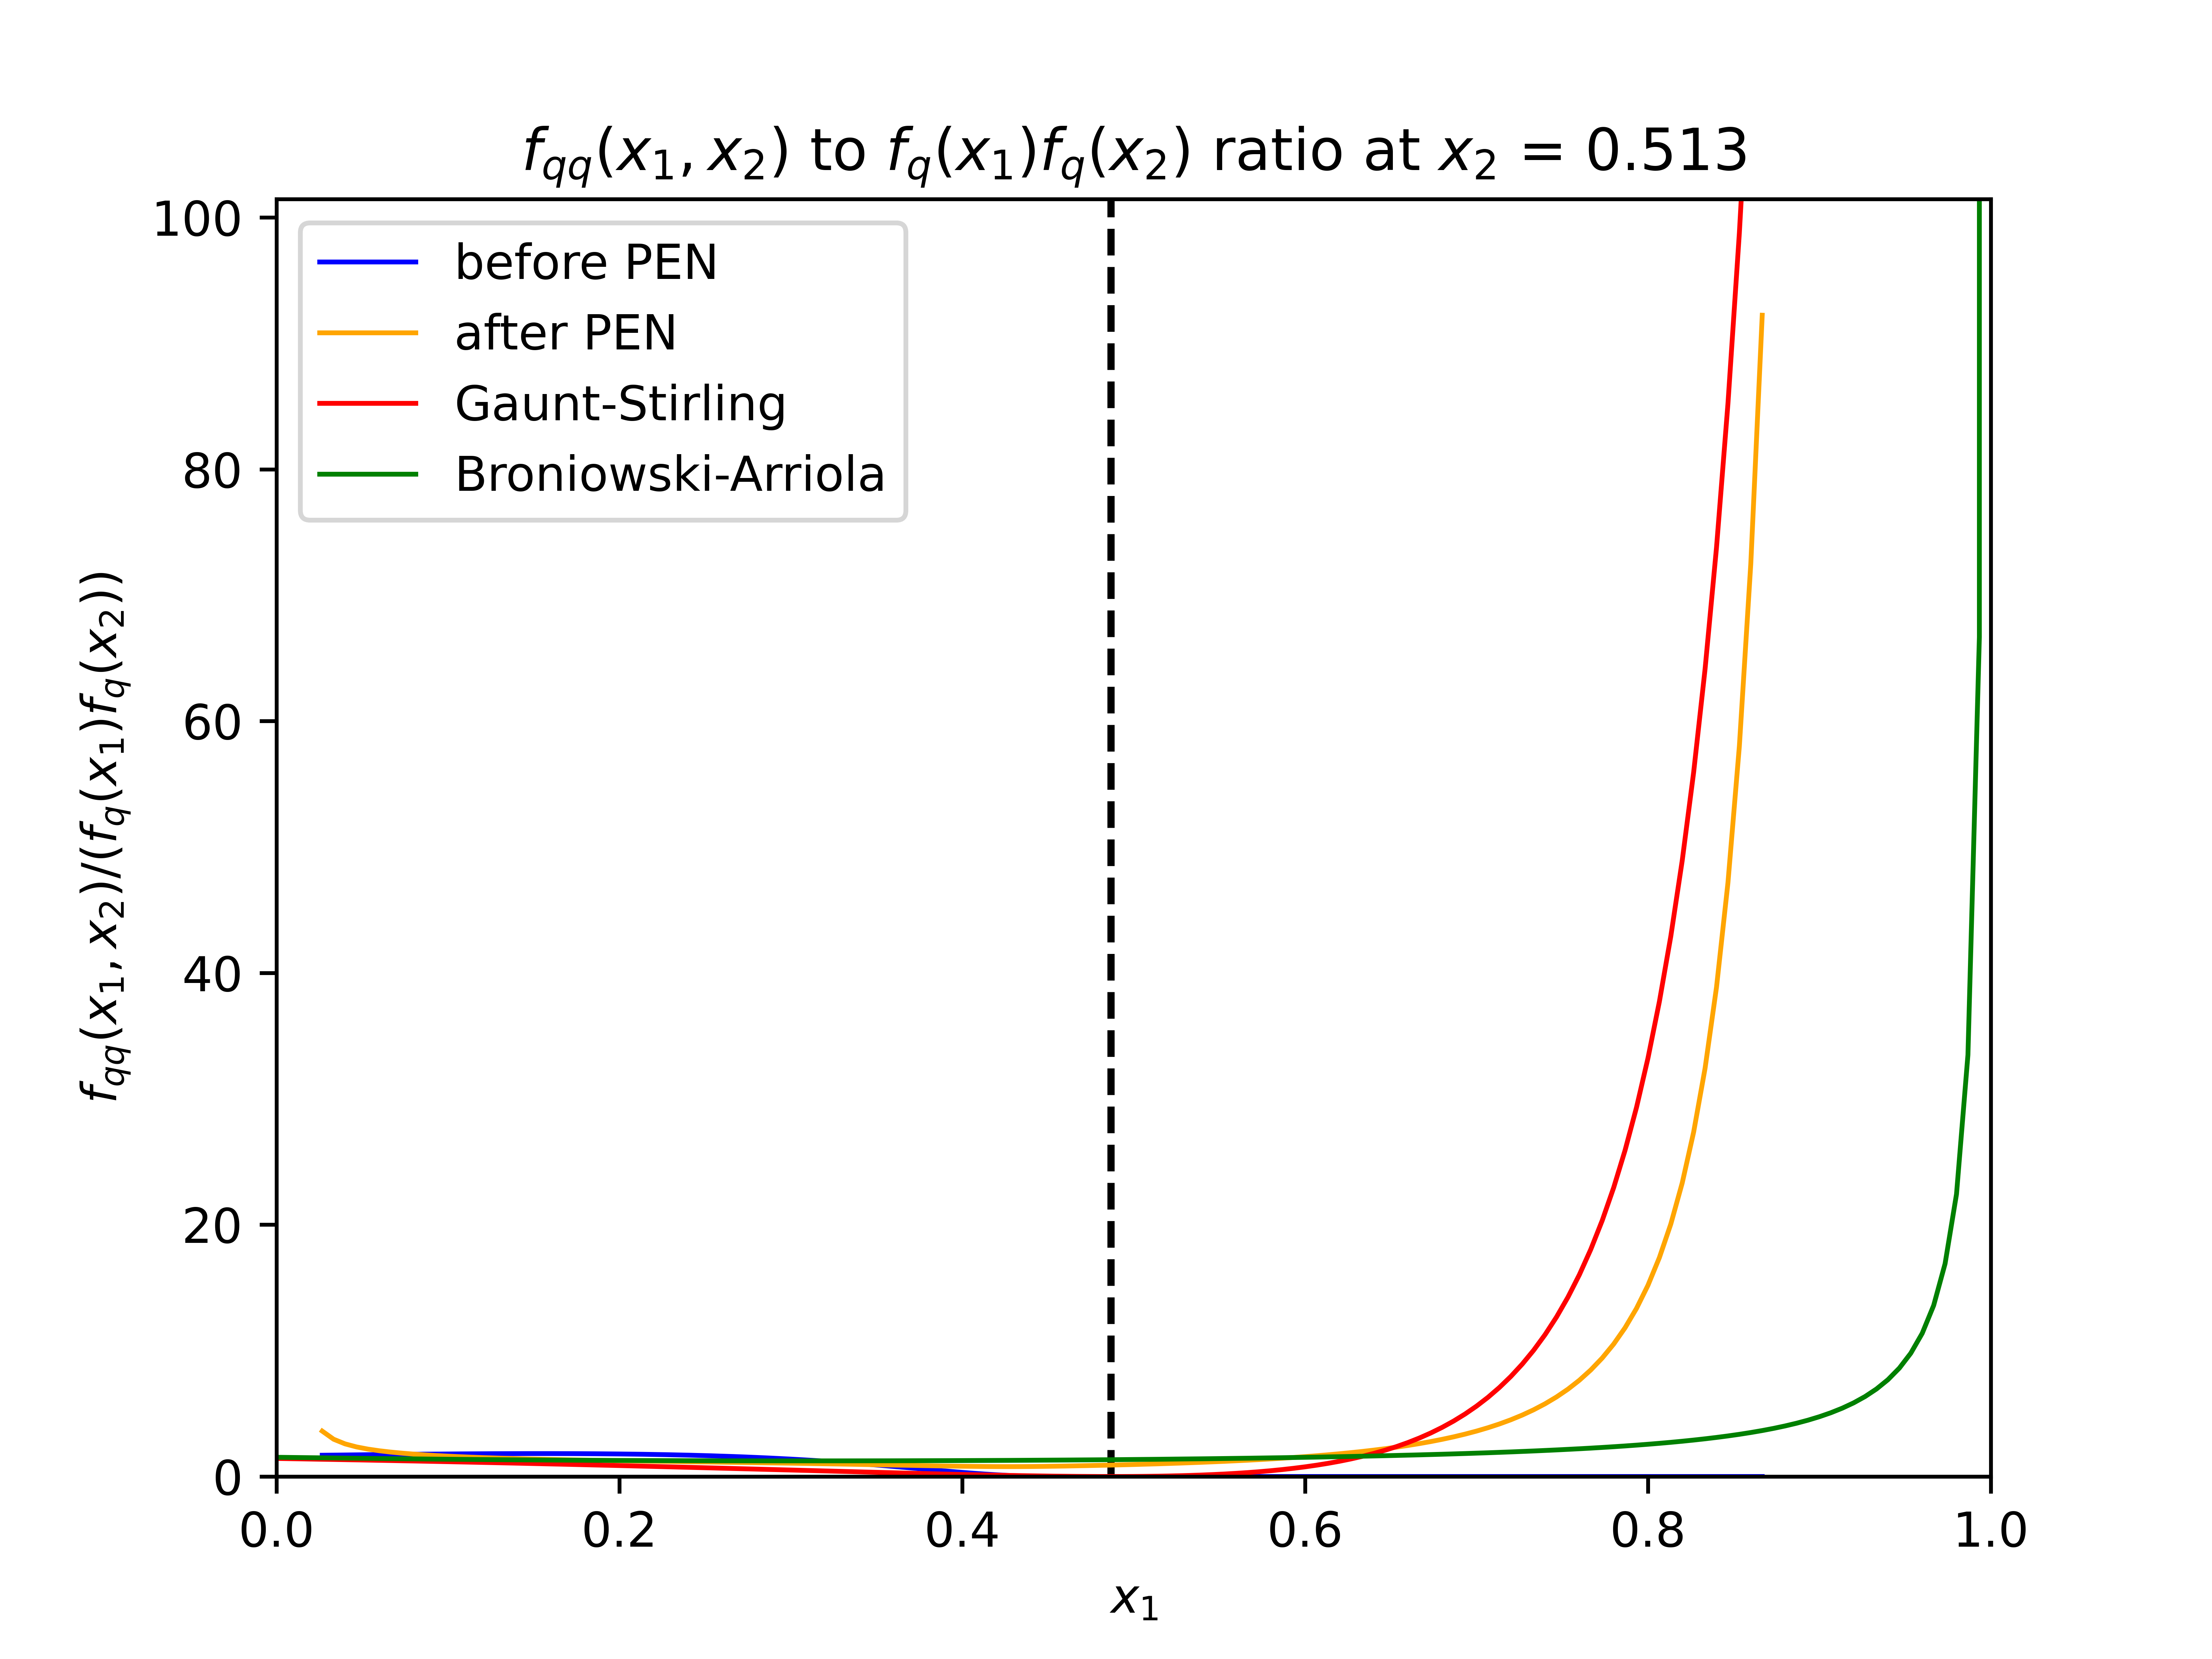 f_qq(x_1, x_2) to f_q(x_1)f_q(x_2) ratio at x_2 = 0.513
100
80
60
40
20
0
before PEN
after PEN
Gaunt-Stirling
Broniowski-Arriola
f_qq(x_1, x_2)/(f_q(x_1)f_q(x_2))
0.0 0.2 0.4 0.6 0.8 1.0
x_1